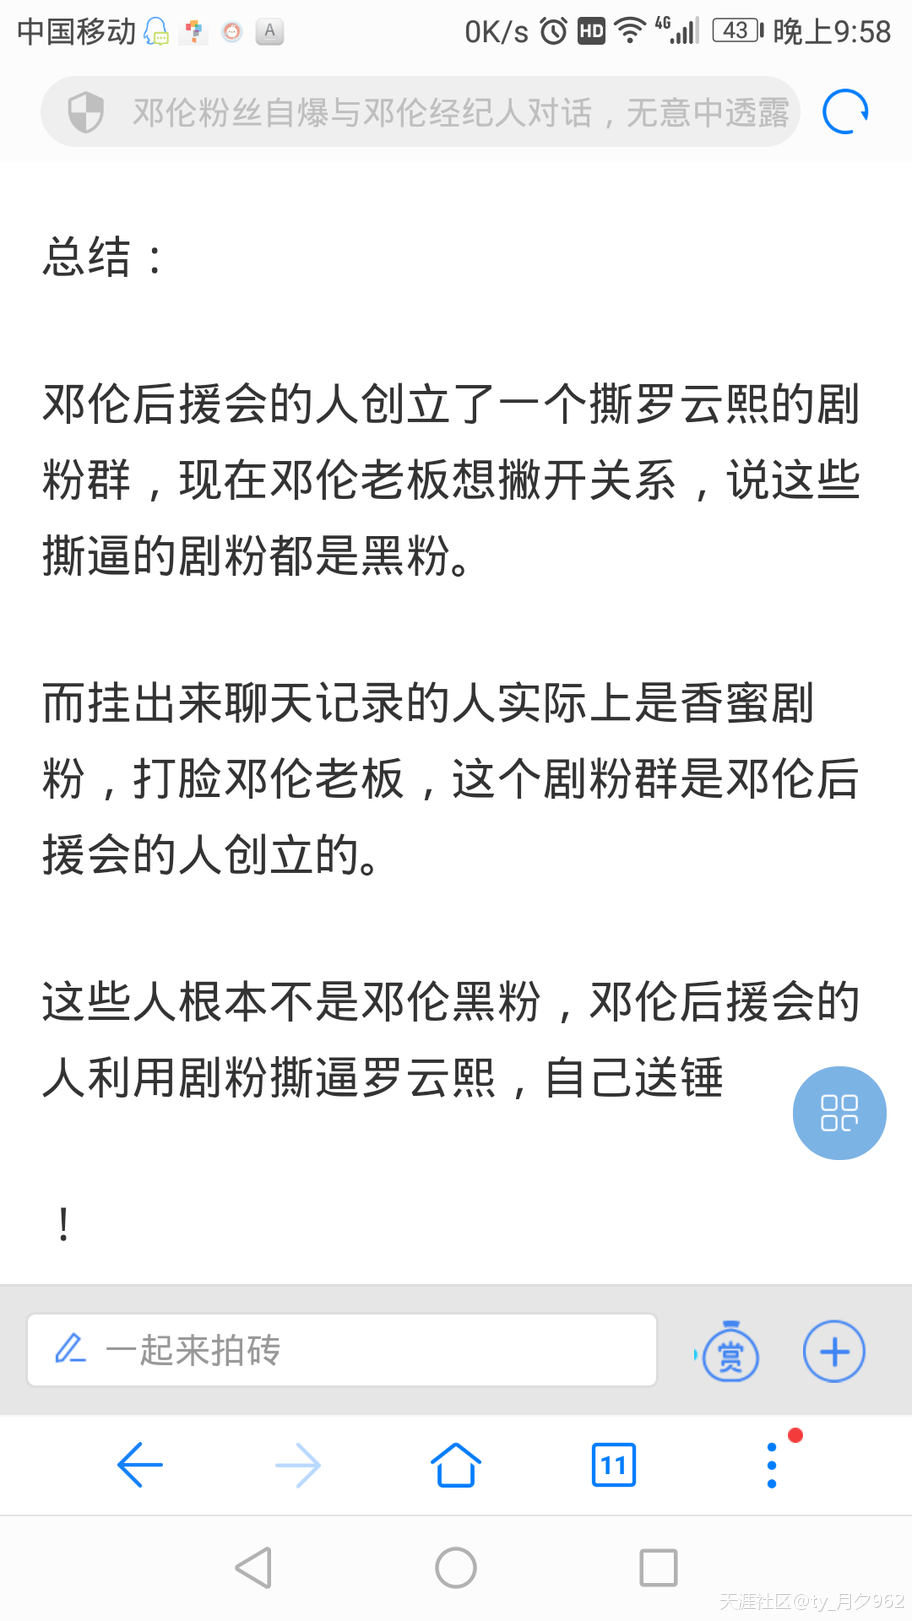 中国移动 A 0K/s HD 4G 43 晚上9:58
邓伦粉丝自爆与邓伦经纪人对话，无意中透露
总结：
邓伦后援会的人创立了一个撕罗云熙的剧
粉群，现在邓伦老板想撇开关系，说这些
撕逼的剧粉都是黑粉。
而挂出来聊天记录的人实际上是香蜜剧
粉，打脸邓伦老板，这个剧粉群是邓伦后
援会的人创立的。
这些人根本不是邓伦黑粉，邓伦后援会的
人利用剧粉撕逼罗云熙，自己送锤
！
一起来拍砖 赏
11
天涯社区@ty_月夕962